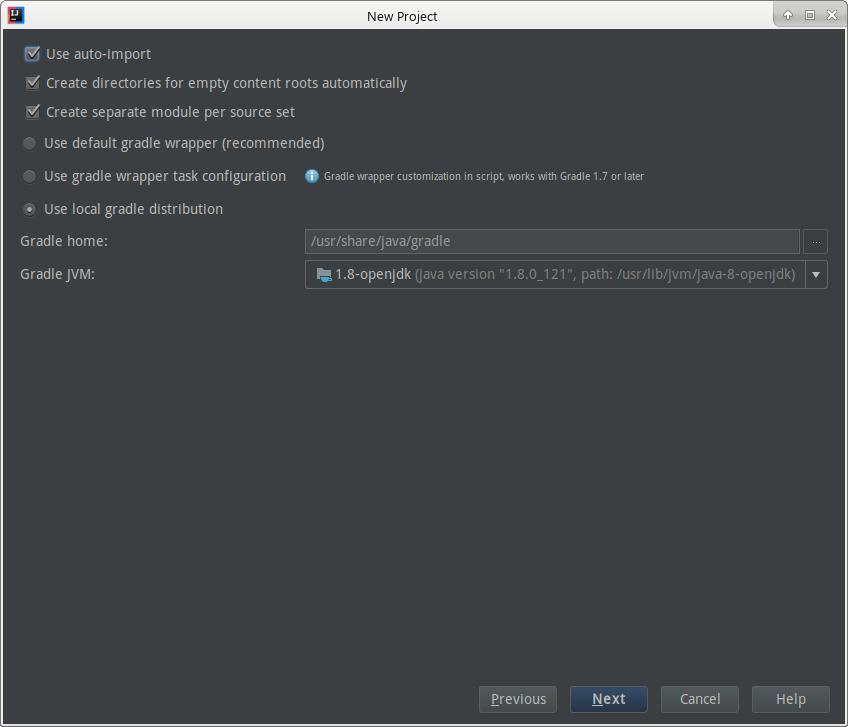 New Project
Use auto-import
Create directories for empty content roots automatically
Create separate module per source set
Use default gradle wrapper (recommended)
Use gradle wrapper task configuration Gradle wrapper customization in script, works with Gradle 1.7 or later
Use local gradle distribution
Gradle home: /usr/share/java/gradle ...
Gradle JVM: 1.8-openjdk (java version "1.8.0_121", path: /usr/lib/jvm/java-8-openjdk)
Previous Next Cancel Help